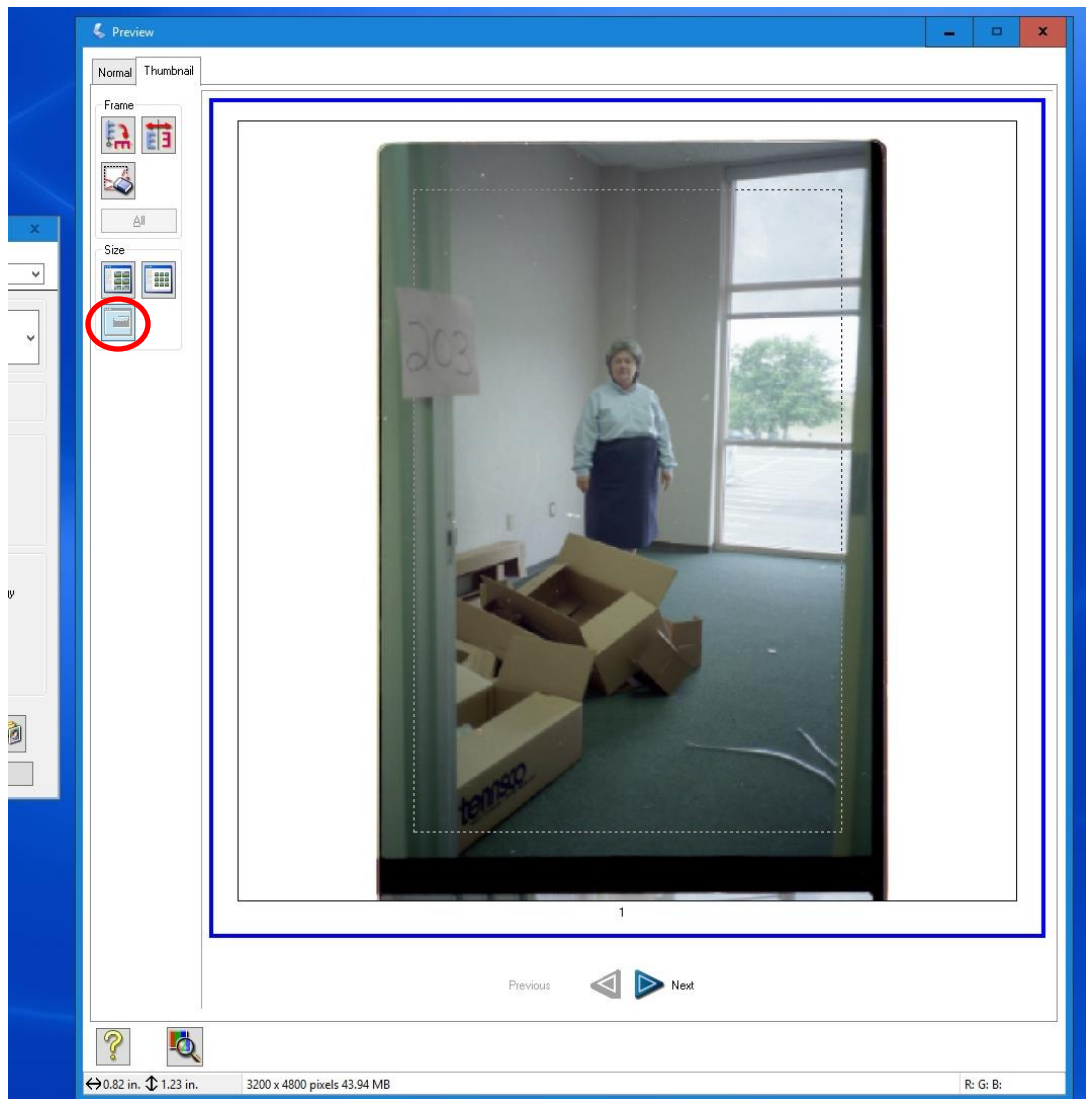 Preview
Normal Thumbnail
Frame
All
Size
203
tennsco
1
Previous Next
0.82 in. 1.23 in. 3200 x 4800 pixels 43.94 MB R: G: B: